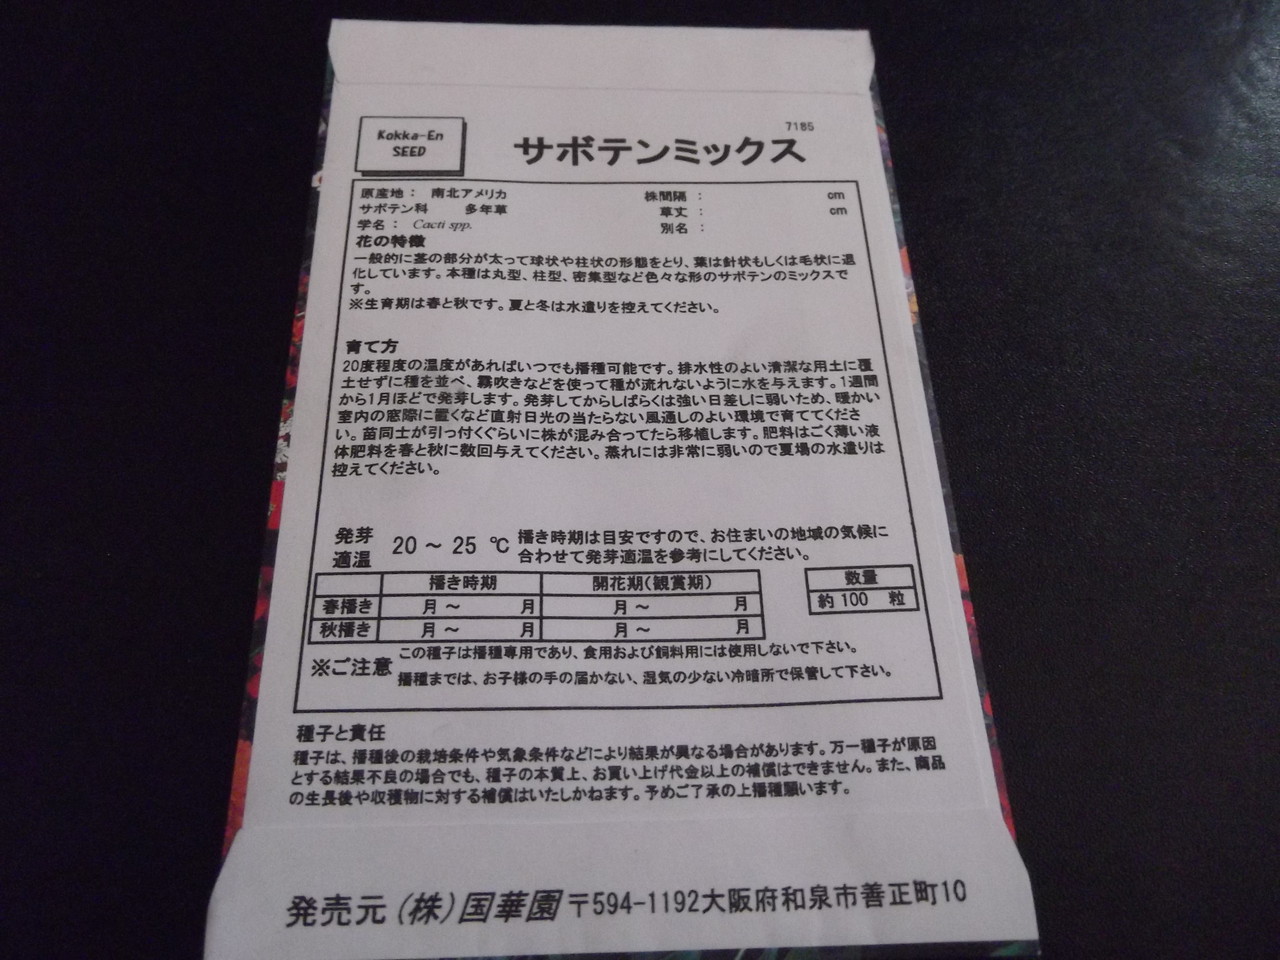 Kokka-En
SEED
7185
サボテンミックス
原産地： 南北アメリカ 株間隔： cm
サボテン科 多年草 草丈： cm
学名： Cacti spp. 別名：
花の特徴
一般的に茎の部分が太って球状や柱状の形態をとり、葉は針状もしくは毛状に退
化しています。本種は丸型、柱型、密集型など色々な形のサボテンのミックスで
す。
※生育期は春と秋です。夏と冬は水遣りを控えてください。
育て方
20度程度の温度があればいつでも播種可能です。排水性のよい清潔な用土に覆
土せずに種を並べ、霧吹きなどを使って種が流れないように水を与えます。1週間
から1月ほどで発芽します。発芽してからしばらくは強い日差しに弱いため、暖かい
室内の窓際に置くなど直射日光の当たらない風通しのよい環境で育ててくださ
い。苗同士が引っ付くぐらいに株が混み合ってたら移植します。肥料はごく薄い液
体肥料を春と秋に数回与えてください。蒸れには非常に弱いので夏場の水遣りは
控えてください。
発芽
適温
20 ～ 25 ℃
播き時期は目安ですので、お住まいの地域の気候に
合わせて発芽適温を参考にしてください。
播き時期 開花期(観賞期)
春播き 月～ 月 月～ 月
秋播き 月～ 月 月～ 月
数量
約100 粒
※ご注意
この種子は播種専用であり、食用および飼料用には使用しないで下さい。
播種までは、お子様の手の届かない、湿気の少ない冷暗所で保管して下さい。
種子と責任
種子は、播種後の栽培条件や気象条件などにより結果が異なる場合があります。万一種子が原因
とする結果不良の場合でも、種子の本質上、お買い上げ代金以上の補償はできません。また、商品
の生長後や収穫物に対する補償はいたしかねます。予めご了承の上播種願います。
発売元 (株)国華園 〒594-1192大阪府和泉市善正町10